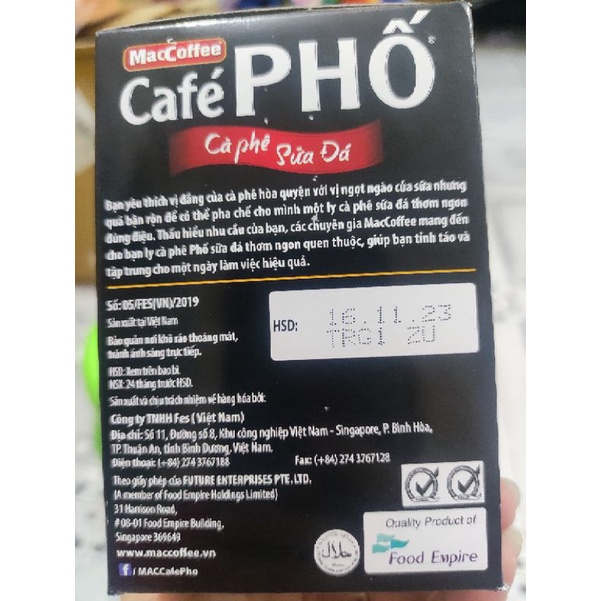 MacCoffee
Café PHỐ
Cà phê Sữa Đá
Bạn yêu thích vị đắng của cà phê hòa quyện với vị ngọt ngào của sữa nhưng
quá bận rộn để có thể pha chế cho mình một ly cà phê sữa đá thơm ngon
đúng điệu. Thấu hiểu nhu cầu của bạn, các chuyên gia MacCoffee mang đến
cho bạn ly cà phê Phố sữa đá thơm ngon quen thuộc, giúp bạn tỉnh táo và
tập trung cho một ngày làm việc hiệu quả.
Số: 05/FES(VN)/2019
Sản xuất tại Việt Nam
Bảo quản nơi khô ráo thoáng mát,
tránh ánh sáng trực tiếp.
HSD: Xem trên bao bì.
NSX: 24 tháng trước HSD.
HSD: 16.11.23
TRG1 ZU
Sản xuất và chịu trách nhiệm về hàng hóa bởi:
Công ty TNHH Fes ( Việt Nam)
Địa chỉ: Số 11, Đường số 8, Khu công nghiệp Việt Nam - Singapore, P. Bình Hòa,
TP. Thuận An, tỉnh Bình Dương, Việt Nam.
Điện thoại: (+84) 274 3767188 Fax: (+84) 274 3767128
Theo giấy phép của FUTURE ENTERPRISES PTE. LTD.
(A member of Food Empire Holdings Limited)
31 Harrison Road,
# 08-01 Food Empire Building,
Singapore 369649
www.maccoffee.vn
f / MACCafePho
Quality Product of
Food Empire